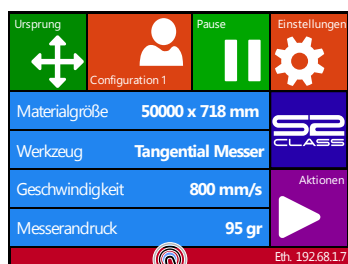 Ursprung
Configuration 1
Pause
Einstellungen
Materialgröße 50000 x 718 mm
Werkzeug Tangential Messer
Geschwindigkeit 800 mm/s
Messerandruck 95 gr
S2
CLASS
Aktionen
Eth. 192.68.1.7